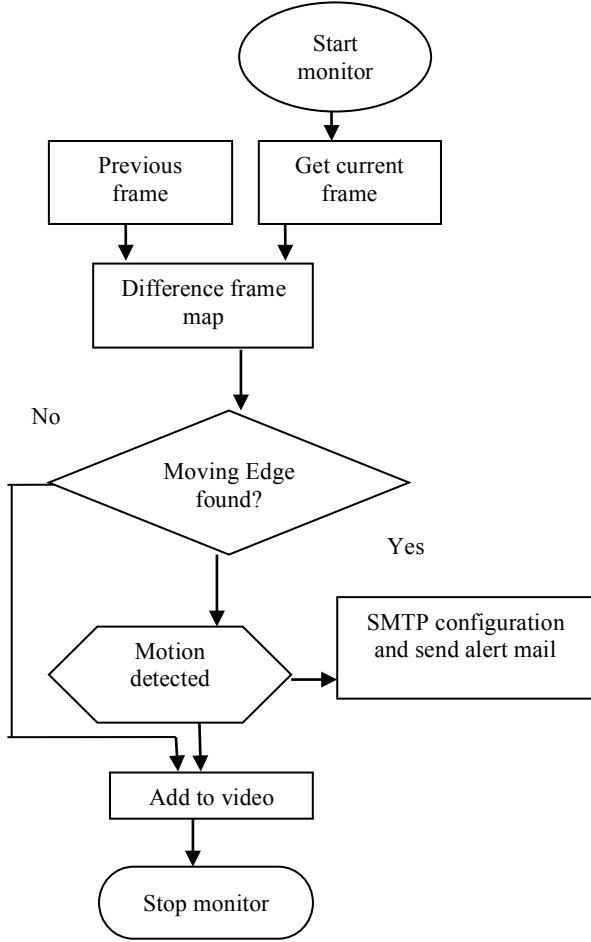 Start
monitor
Previous
frame
Get current
frame
Difference frame
map
No
Moving Edge
found?
Yes
Motion
detected
SMTP configuration
and send alert mail
Add to video
Stop monitor